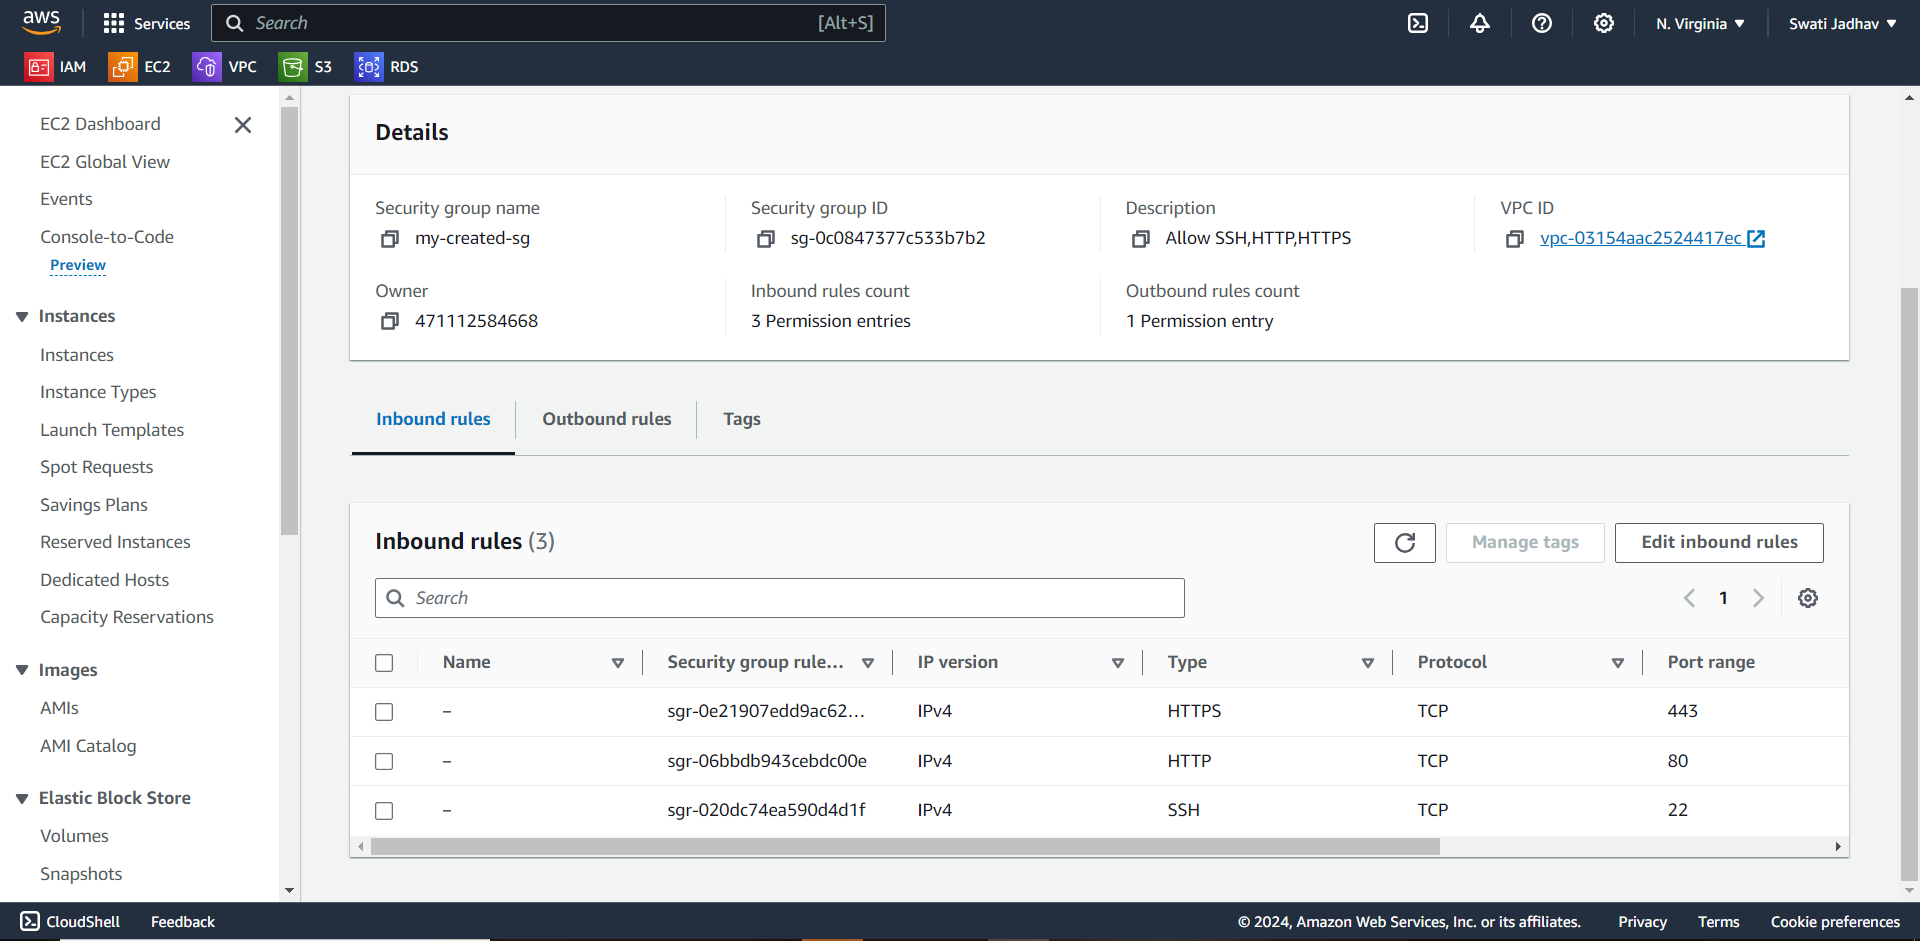 aws
Services
Search
[Alt+S]
N. Virginia
Swati Jadhav
IAM
EC2
VPC
S3
RDS
EC2 Dashboard
EC2 Global View
Events
Console-to-Code
Preview
Instances
Instances
Instance Types
Launch Templates
Spot Requests
Savings Plans
Reserved Instances
Dedicated Hosts
Capacity Reservations
Images
AMIs
AMI Catalog
Elastic Block Store
Volumes
Snapshots
Details
Security group name
my-created-sg
Security group ID
sg-0c0847377c533b7b2
Description
Allow SSH,HTTP,HTTPS
VPC ID
vpc-03154aac2524417ec
Owner
471112584668
Inbound rules count
3 Permission entries
Outbound rules count
1 Permission entry
Inbound rules
Outbound rules
Tags
Inbound rules (3)
Manage tags
Edit inbound rules
Search
1
Name Security group rule... IP version Type Protocol Port range
– sgr-0e21907edd9ac62... IPv4 HTTPS TCP 443
– sgr-06bbdb943cebdc00e IPv4 HTTP TCP 80
– sgr-020dc74ea590d4d1f IPv4 SSH TCP 22
CloudShell
Feedback
© 2024, Amazon Web Services, Inc. or its affiliates.
Privacy
Terms
Cookie preferences